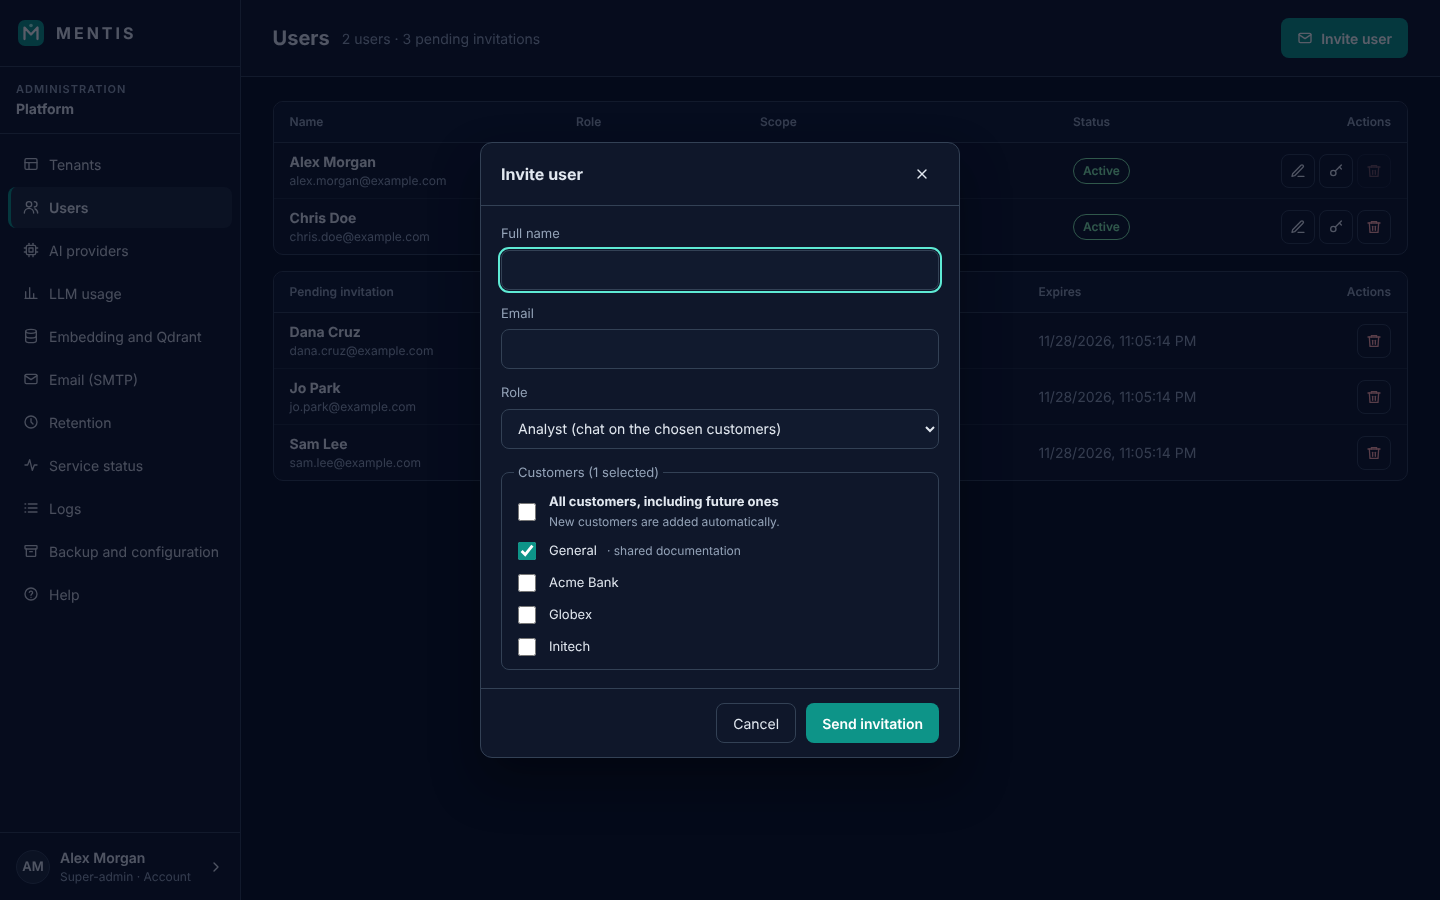 MENTIS
ADMINISTRATION
Platform
Tenants
Users
AI providers
LLM usage
Embedding and Qdrant
Email (SMTP)
Retention
Service status
Logs
Backup and configuration
Help
AM
Alex Morgan
Super-admin · Account
Users 2 users · 3 pending invitations
Invite user
Name Role Scope Status Actions
Alex Morgan
alex.morgan@example.com
Active
Chris Doe
chris.doe@example.com
Active
Pending invitation Expires Actions
Dana Cruz
dana.cruz@example.com
11/28/2026, 11:05:14 PM
Jo Park
jo.park@example.com
11/28/2026, 11:05:14 PM
Sam Lee
sam.lee@example.com
11/28/2026, 11:05:14 PM
Invite user
Full name
Email
Role
Analyst (chat on the chosen customers)
Customers (1 selected)
All customers, including future ones
New customers are added automatically.
General · shared documentation
Acme Bank
Globex
Initech
Cancel
Send invitation